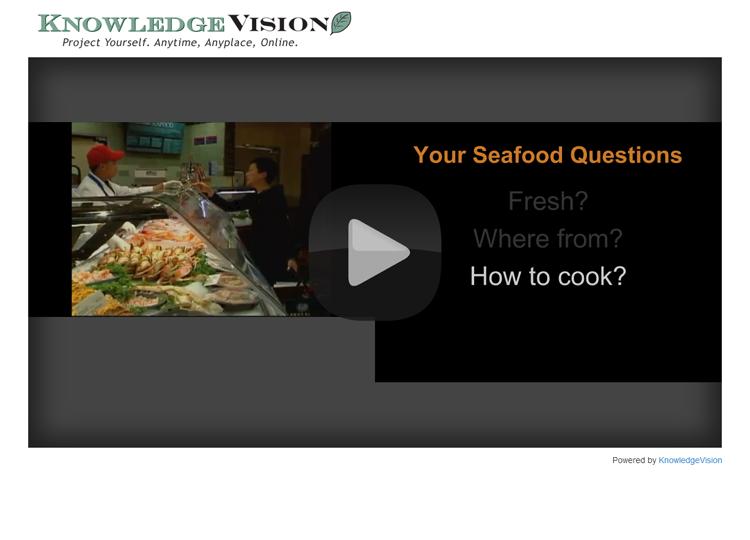 KNOWLEDGEVISION
Project Yourself. Anytime, Anyplace, Online.
Your Seafood Questions
Fresh?
Where from?
How to cook?
Powered by KnowledgeVision